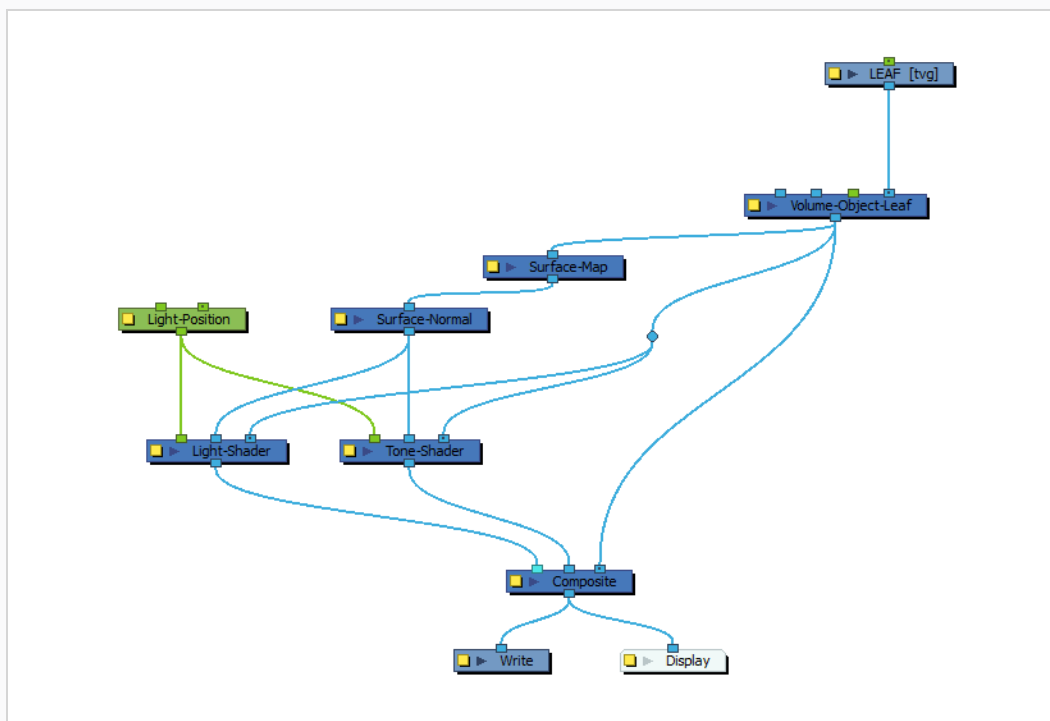 LEAF [tvg]
Volume-Object-Leaf
Surface-Map
Light-Position
Surface-Normal
Light-Shader
Tone-Shader
Composite
Write
Display